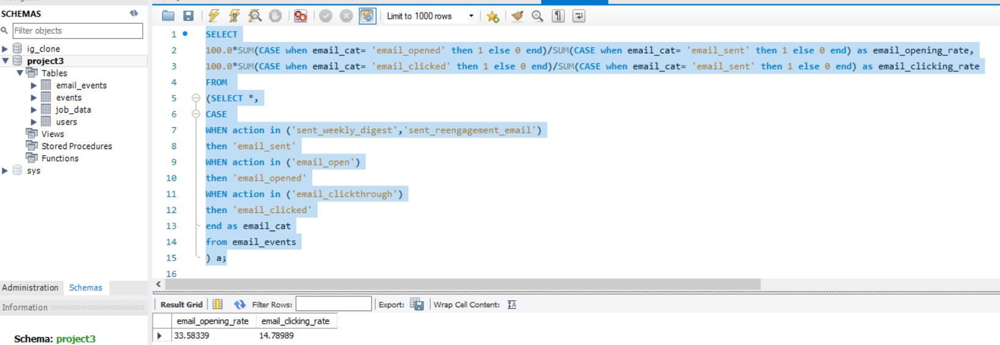 SCHEMAS
Filter objects
ig_clone
project3
Tables
email_events
events
job_data
users
Views
Stored Procedures
Functions
sys
Administration Schemas
Information
Schema: project3
Limit to 1000 rows
1 SELECT
2 100.0*SUM(CASE when email_cat= 'email_opened' then 1 else 0 end)/SUM(CASE when email_cat= 'email_sent' then 1 else 0 end) as email_opening_rate,
3 100.0*SUM(CASE when email_cat= 'email_clicked' then 1 else 0 end)/SUM(CASE when email_cat= 'email_sent' then 1 else 0 end) as email_clicking_rate
4 FROM
5 (SELECT *,
6 CASE
7 WHEN action in ('sent_weekly_digest','sent_reengagement_email')
8 then 'email_sent'
9 WHEN action in ('email_open')
10 then 'email_opened'
11 WHEN action in ('email_clickthrough')
12 then 'email_clicked'
13 end as email_cat
14 from email_events
15 ) a;
16
Result Grid Filter Rows: Export: Wrap Cell Content:
email_opening_rate email_clicking_rate
33.58339 14.78989